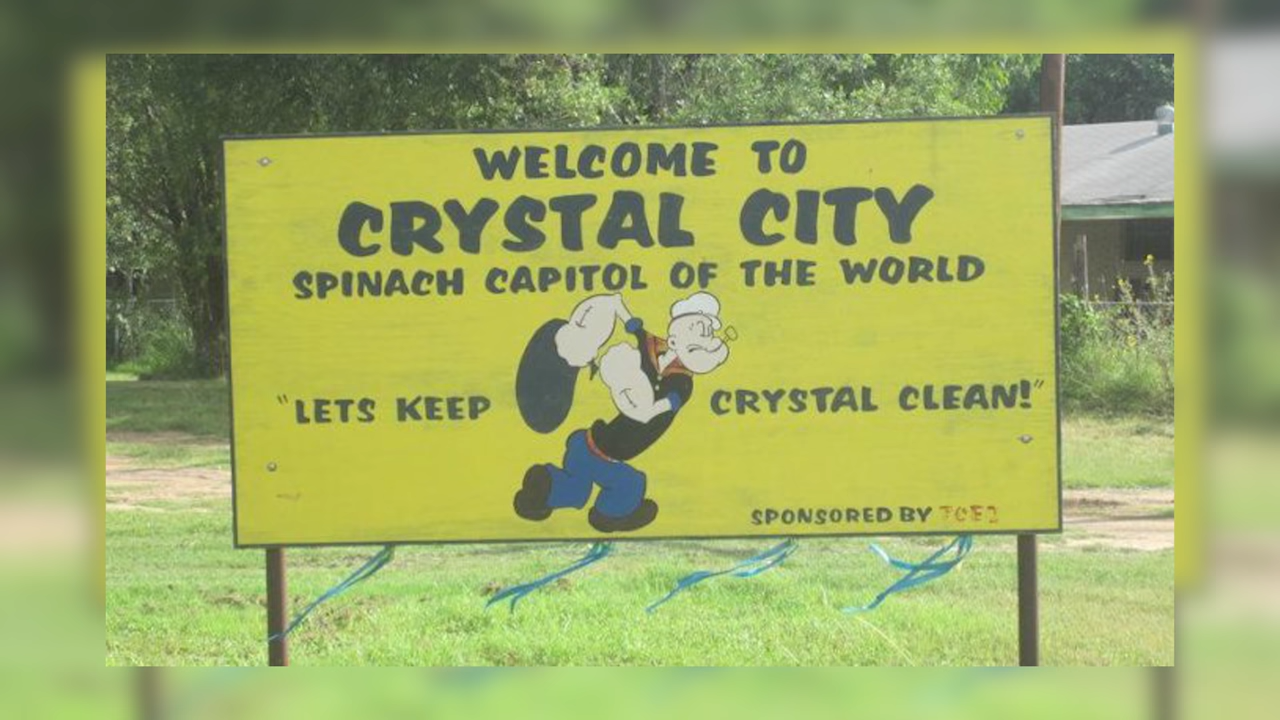 WELCOME TO
CRYSTAL CITY
SPINACH CAPITOL OF THE WORLD
"LETS KEEP CRYSTAL CLEAN!"
SPONSORED BY